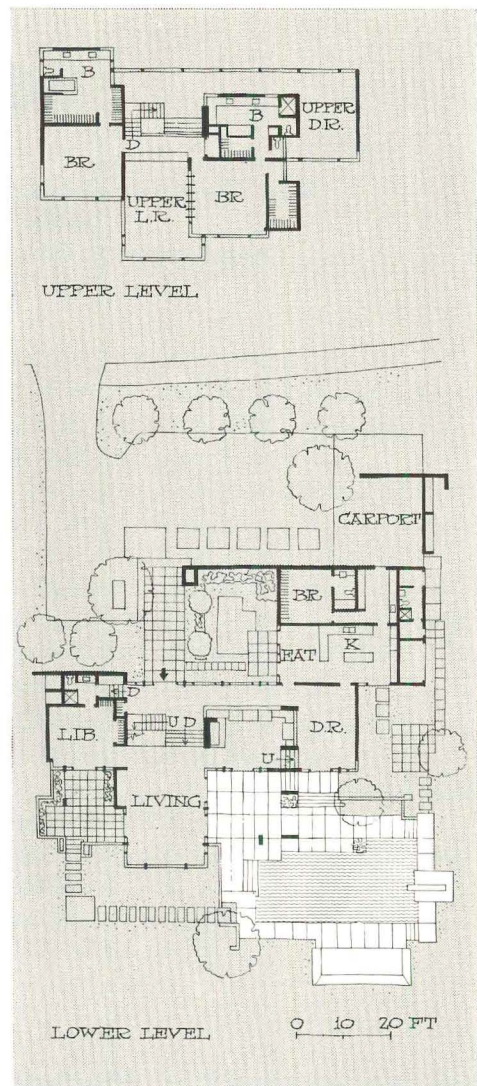 B
B
UPPER
D.R.
D
BR
UPPER
L.R.
BR
UPPER LEVEL
CARPORT
BR
EAT
K
D
LIB.
U D
D.R.
U
LIVING
LOWER LEVEL
0 10 20 FT